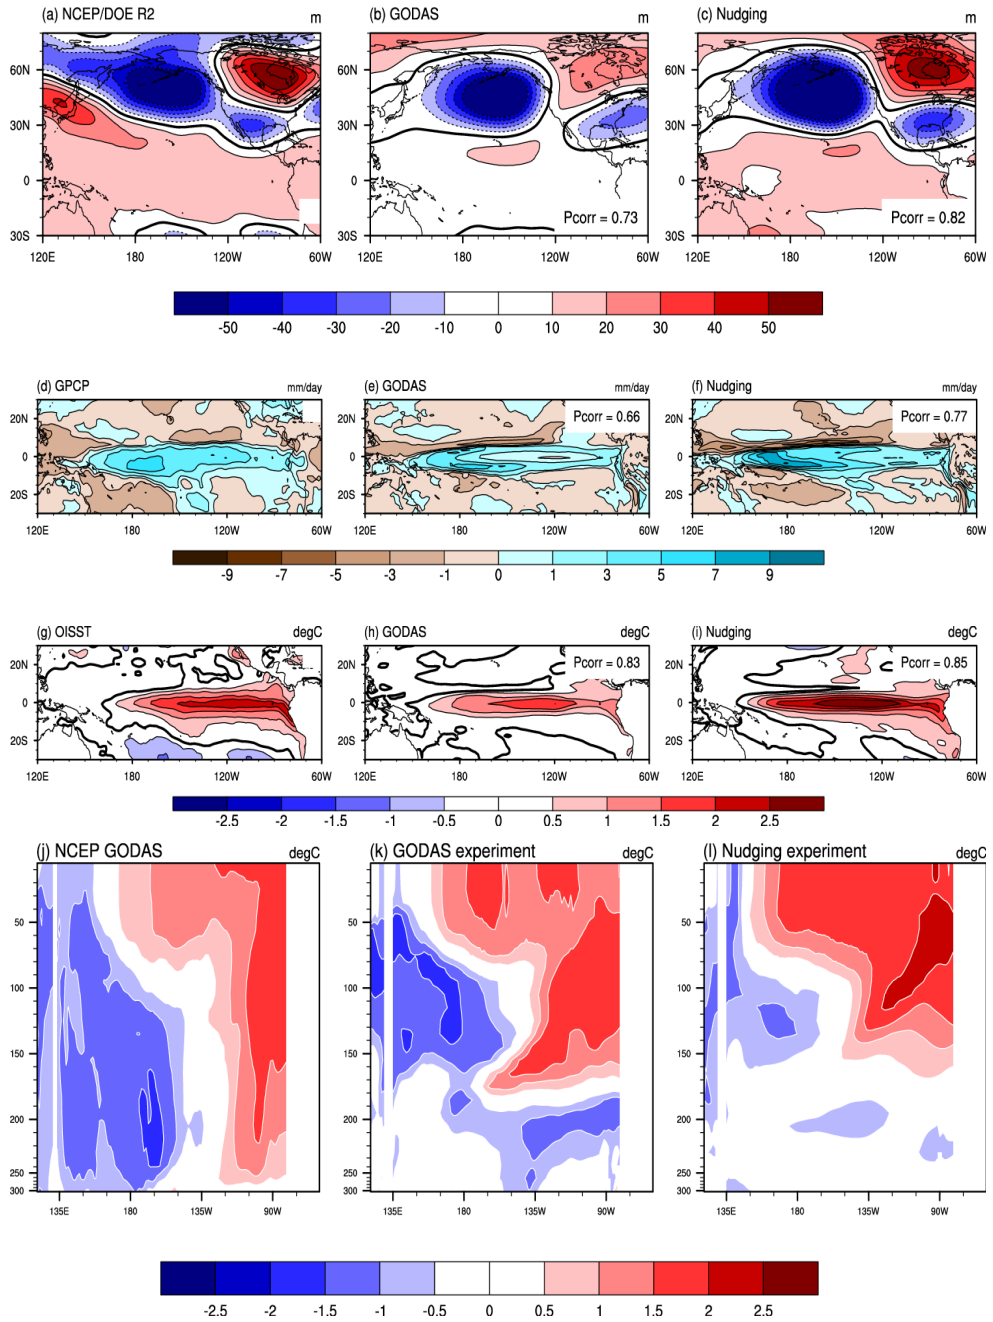 (a) NCEP/DOE R2 m (b) GODAS m (c) Nudging m
60N 60N 60N
30N 30N 30N
0 0 0
Pcorr = 0.73 Pcorr = 0.82
30S 30S 30S
120E 180 120W 60W 120E 180 120W 60W 120E 180 120W 60W
-50 -40 -30 -20 -10 0 10 20 30 40 50
(d) GPCP mm/day (e) GODAS mm/day (f) Nudging mm/day
20N 20N Pcorr = 0.66 20N Pcorr = 0.77
0 0 0
20S 20S 20S
120E 180 120W 60W 120E 180 120W 60W 120E 180 120W 60W
-9 -7 -5 -3 -1 0 1 3 5 7 9
(g) OISST degC (h) GODAS degC (i) Nudging degC
20N 20N Pcorr = 0.83 20N Pcorr = 0.85
0 0 0
20S 20S 20S
120E 180 120W 60W 120E 180 120W 60W 120E 180 120W 60W
-2.5 -2 -1.5 -1 -0.5 0 0.5 1 1.5 2 2.5
(j) NCEP GODAS degC (k) GODAS experiment degC (l) Nudging experiment degC
50 50 50
100 100 100
150 150 150
200 200 200
250 250 250
300 300 300
135E 180 135W 90W 135E 180 135W 90W 135E 180 135W 90W
-2.5 -2 -1.5 -1 -0.5 0 0.5 1 1.5 2 2.5